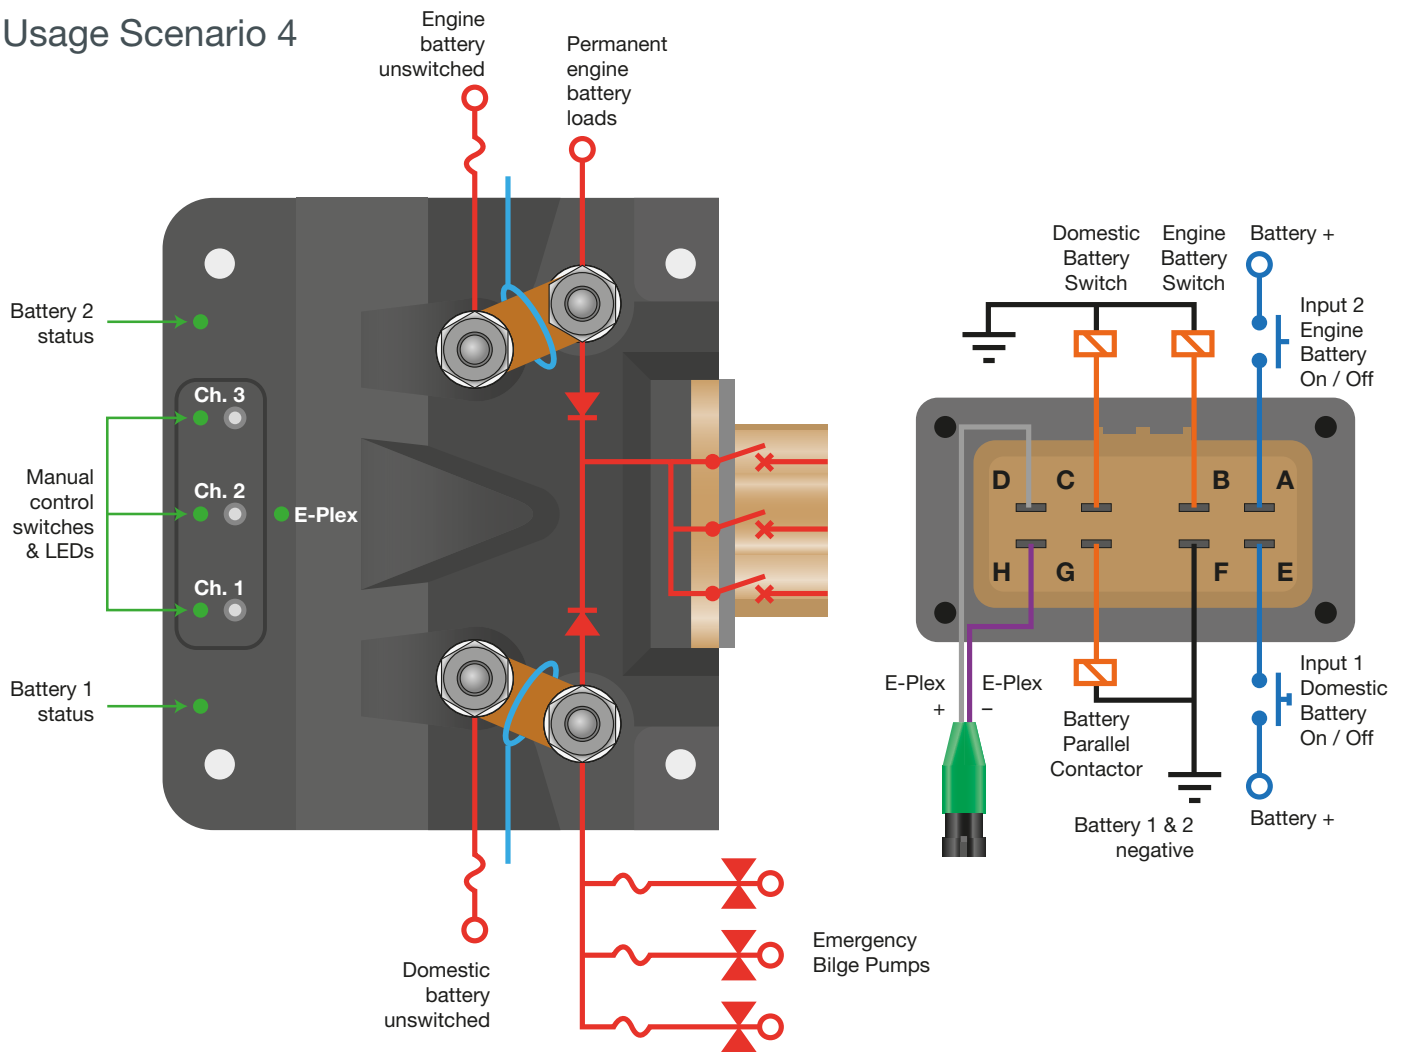 Usage Scenario 4
Engine
battery
unswitched
Permanent
engine
battery
loads
Battery 2
status
Ch. 3
Manual
control
switches
& LEDs
Ch. 2
E-Plex
Ch. 1
Battery 1
status
Domestic
battery
unswitched
Emergency
Bilge Pumps
Domestic
Battery
Switch
Engine
Battery
Switch
Battery +
Input 2
Engine
Battery
On / Off
D C B A
H G F E
E-Plex
+
E-Plex
–
Battery
Parallel
Contactor
Input 1
Domestic
Battery
On / Off
Battery 1 & 2
negative
Battery +